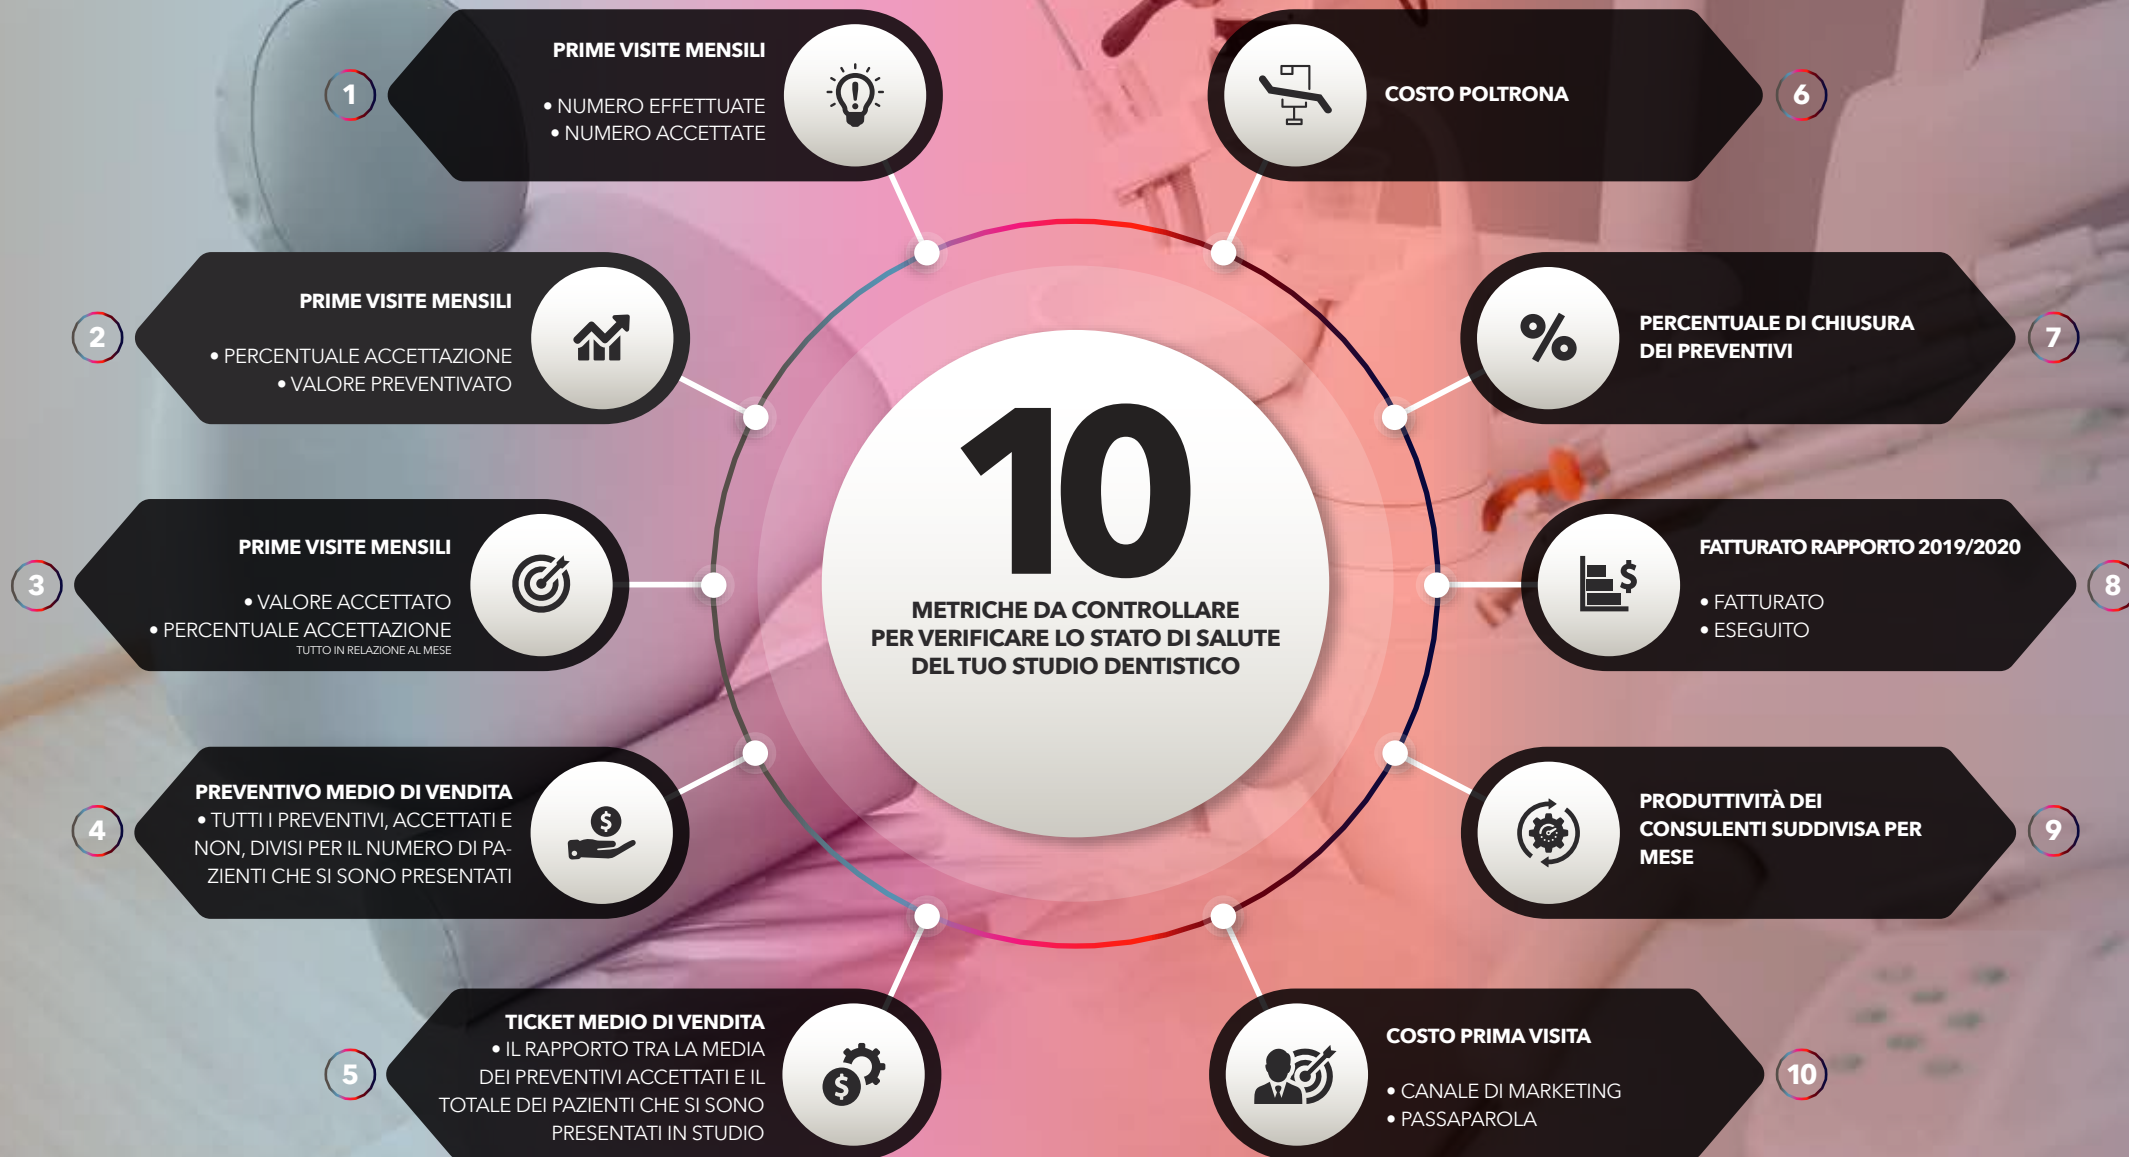 10
METRICHE DA CONTROLLARE
PER VERIFICARE LO STATO DI SALUTE
DEL TUO STUDIO DENTISTICO
1
PRIME VISITE MENSILI
• NUMERO EFFETTUATE
• NUMERO ACCETTATE
2
PRIME VISITE MENSILI
• PERCENTUALE ACCETTAZIONE
• VALORE PREVENTIVATO
3
PRIME VISITE MENSILI
• VALORE ACCETTATO
• PERCENTUALE ACCETTAZIONE
TUTTO IN RELAZIONE AL MESE
4
PREVENTIVO MEDIO DI VENDITA
• TUTTI I PREVENTIVI, ACCETTATI E
NON, DIVISI PER IL NUMERO DI PA-
ZIENTI CHE SI SONO PRESENTATI
5
TICKET MEDIO DI VENDITA
• IL RAPPORTO TRA LA MEDIA
DEI PREVENTIVI ACCETTATI E IL
TOTALE DEI PAZIENTI CHE SI SONO
PRESENTATI IN STUDIO
6
COSTO POLTRONA
7
%
PERCENTUALE DI CHIUSURA
DEI PREVENTIVI
8
FATTURATO RAPPORTO 2019/2020
• FATTURATO
• ESEGUITO
9
PRODUTTIVITÀ DEI
CONSULENTI SUDDIVISA PER
MESE
10
COSTO PRIMA VISITA
• CANALE DI MARKETING
• PASSAPAROLA